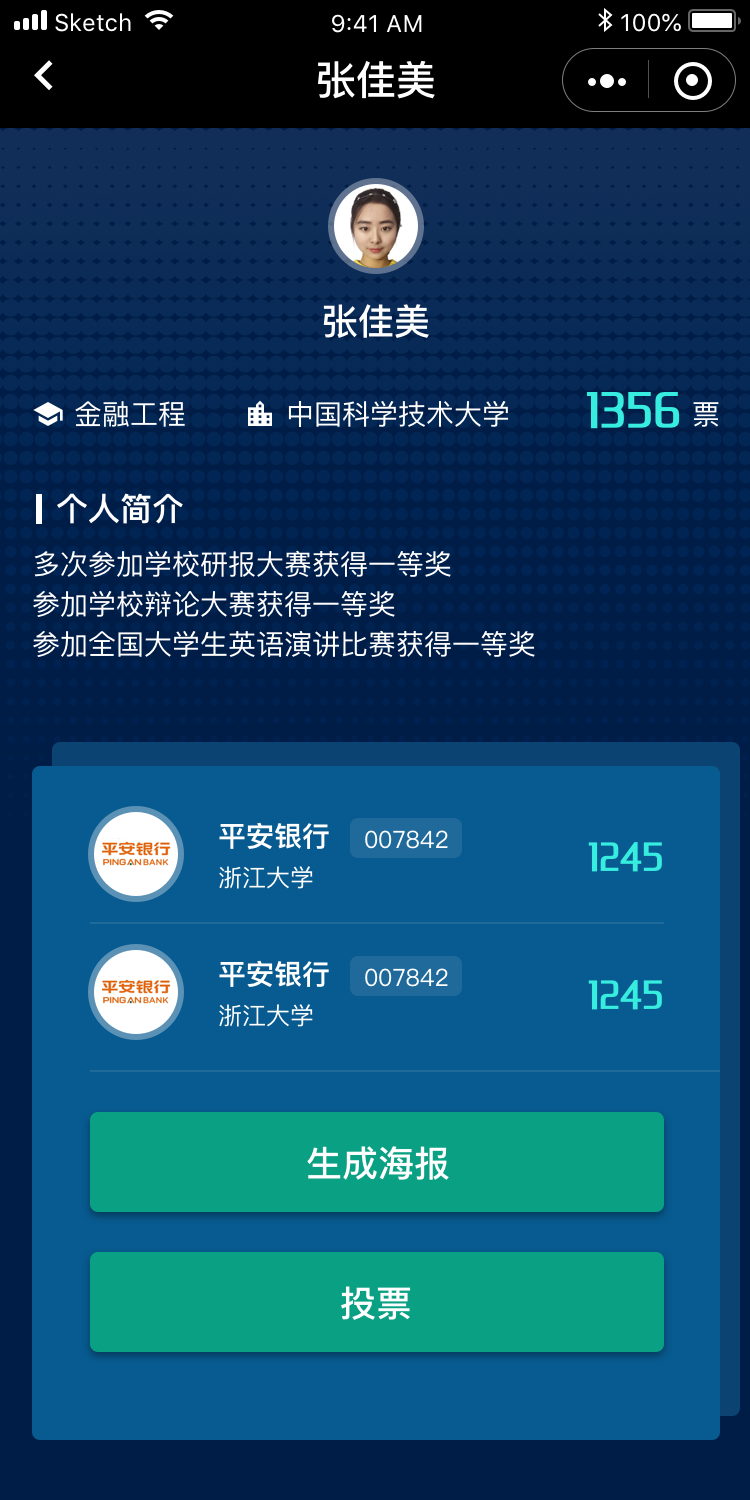 Sketch 9:41 AM 100%
张佳美
张佳美
金融工程 中国科学技术大学 1356 票
个人简介
多次参加学校研报大赛获得一等奖
参加学校辩论大赛获得一等奖
参加全国大学生英语演讲比赛获得一等奖
平安银行
PINGAN BANK
平安银行 007842
浙江大学
1245
平安银行
PINGAN BANK
平安银行 007842
浙江大学
1245
生成海报
投票